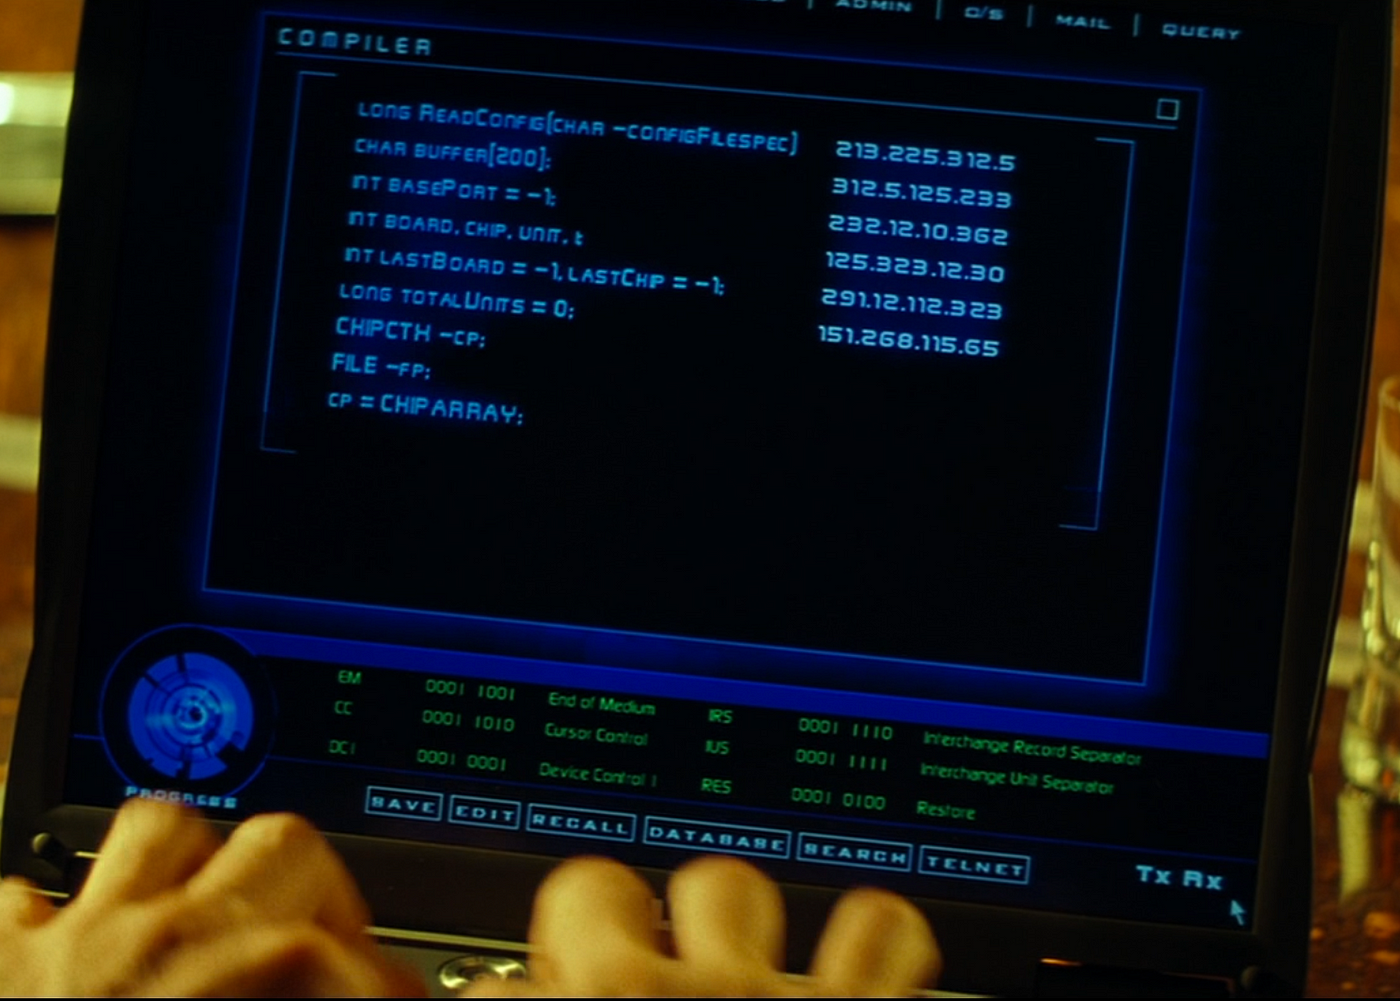 ADMIN | O/S | MAIL | QUERY
COMPILER
LONG READCONFIG[CHAR -CONFIGFILESPEC]
CHAR BUFFER[200];
INT BASEPORT = -1;
INT BOARD, CHIP, UNIT, t
INT LASTBOARD = -1, LASTCHIP = -1;
LONG TOTALUNITS = 0;
CHIPCTH -CP;
FILE -FP;
CP = CHIPARRAY;
213.225.312.5
312.5.125.233
232.12.10.362
125.323.12.30
291.12.112.323
151.268.115.65
EM 0001 1001 End of Medium IRS 0001 1110 Interchange Record Separator
CC 0001 1010 Cursor Control IUS 0001 1111 Interchange Unit Separator
DC1 0001 0001 Device Control 1 RES 0001 0100 Restore
PROGRESS
SAVE EDIT RECALL DATABASE SEARCH TELNET
Tx Rx